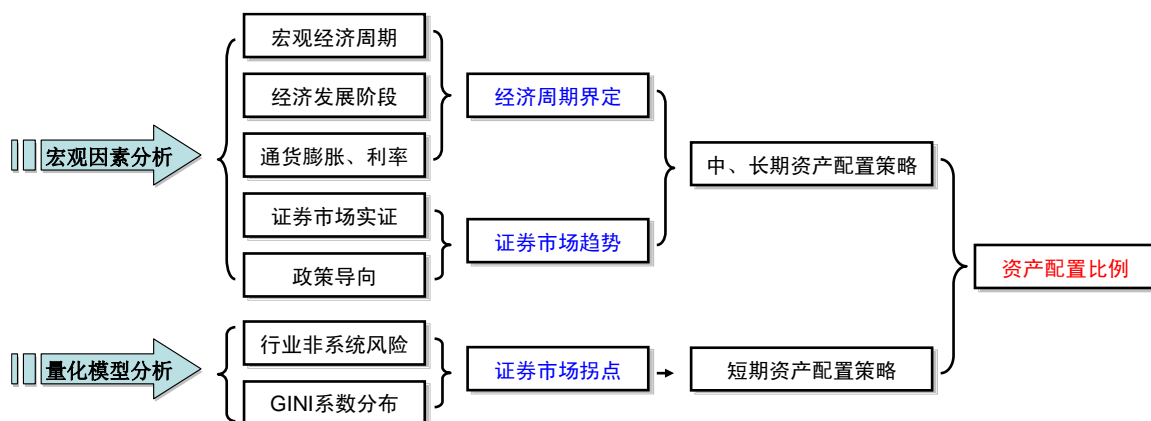 宏观因素分析
宏观经济周期
经济发展阶段
通货膨胀、利率
证券市场实证
政策导向
经济周期界定
证券市场趋势
中、长期资产配置策略
资产配置比例
量化模型分析
行业非系统风险
GINI系数分布
证券市场拐点
短期资产配置策略